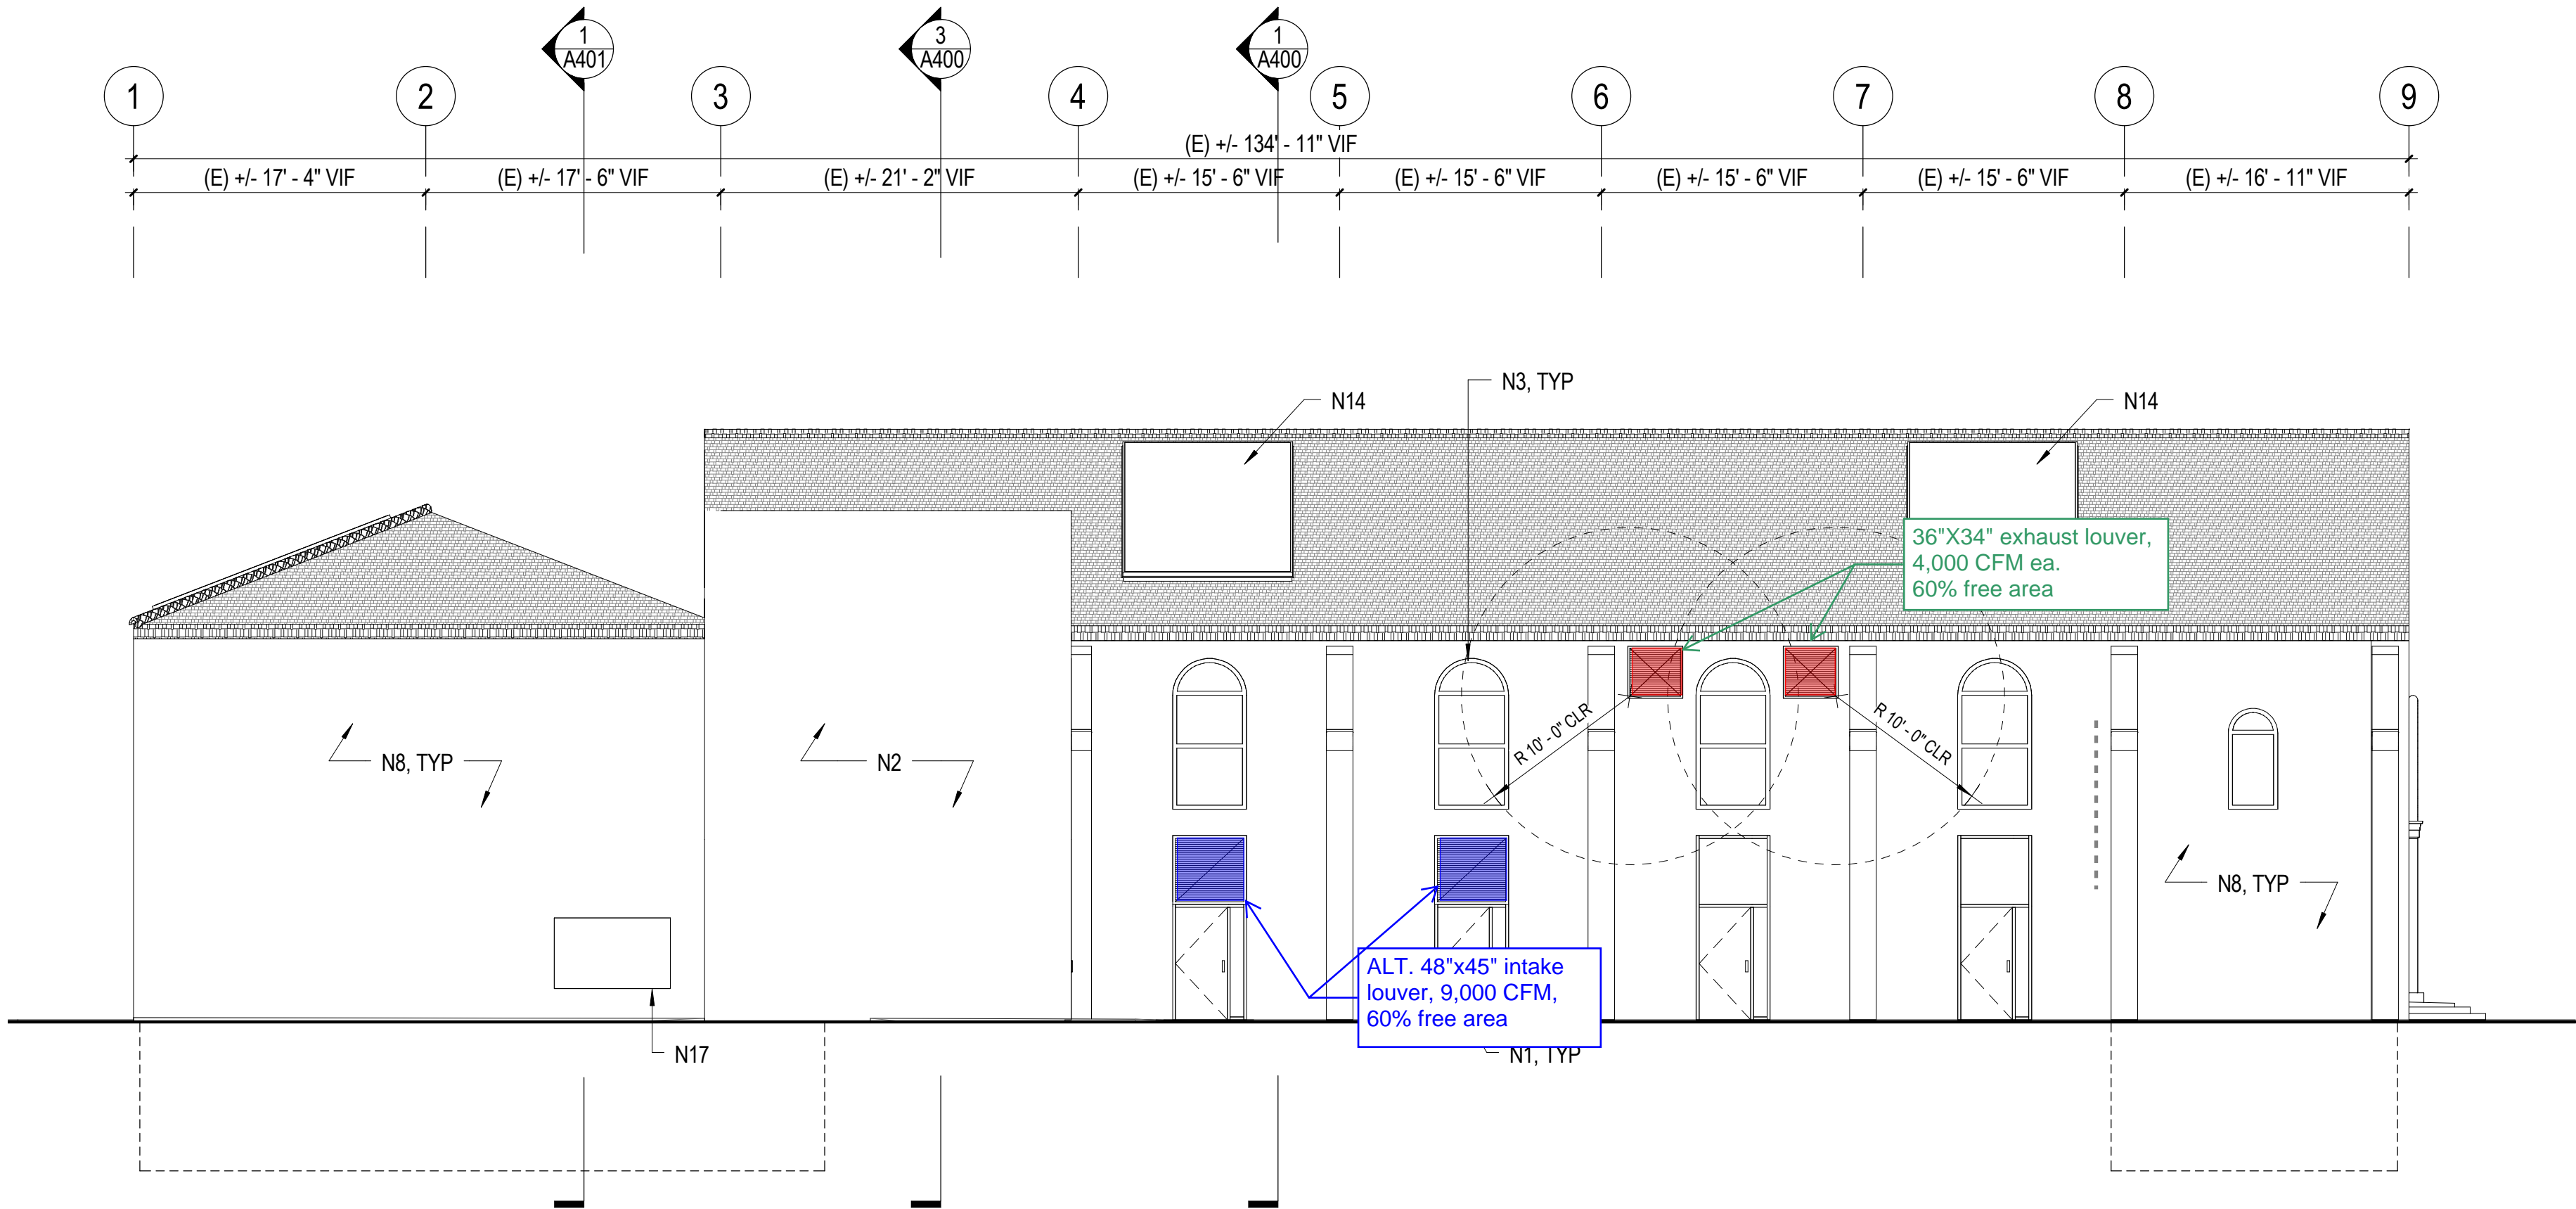 1
A401
3
A400
1
A400
1
2
3
4
5
6
7
8
9
(E) +/- 134' - 11" VIF
(E) +/- 17' - 4" VIF
(E) +/- 17' - 6" VIF
(E) +/- 21' - 2" VIF
(E) +/- 15' - 6" VIF
(E) +/- 15' - 6" VIF
(E) +/- 15' - 6" VIF
(E) +/- 15' - 6" VIF
(E) +/- 16' - 11" VIF
N3, TYP
N14
N14
36"X34" exhaust louver,
4,000 CFM ea.
60% free area
R 10' - 0" CLR
R 10' - 0" CLR
N8, TYP
N2
N8, TYP
ALT. 48"x45" intake
louver, 9,000 CFM,
60% free area
N17
N1, TYP